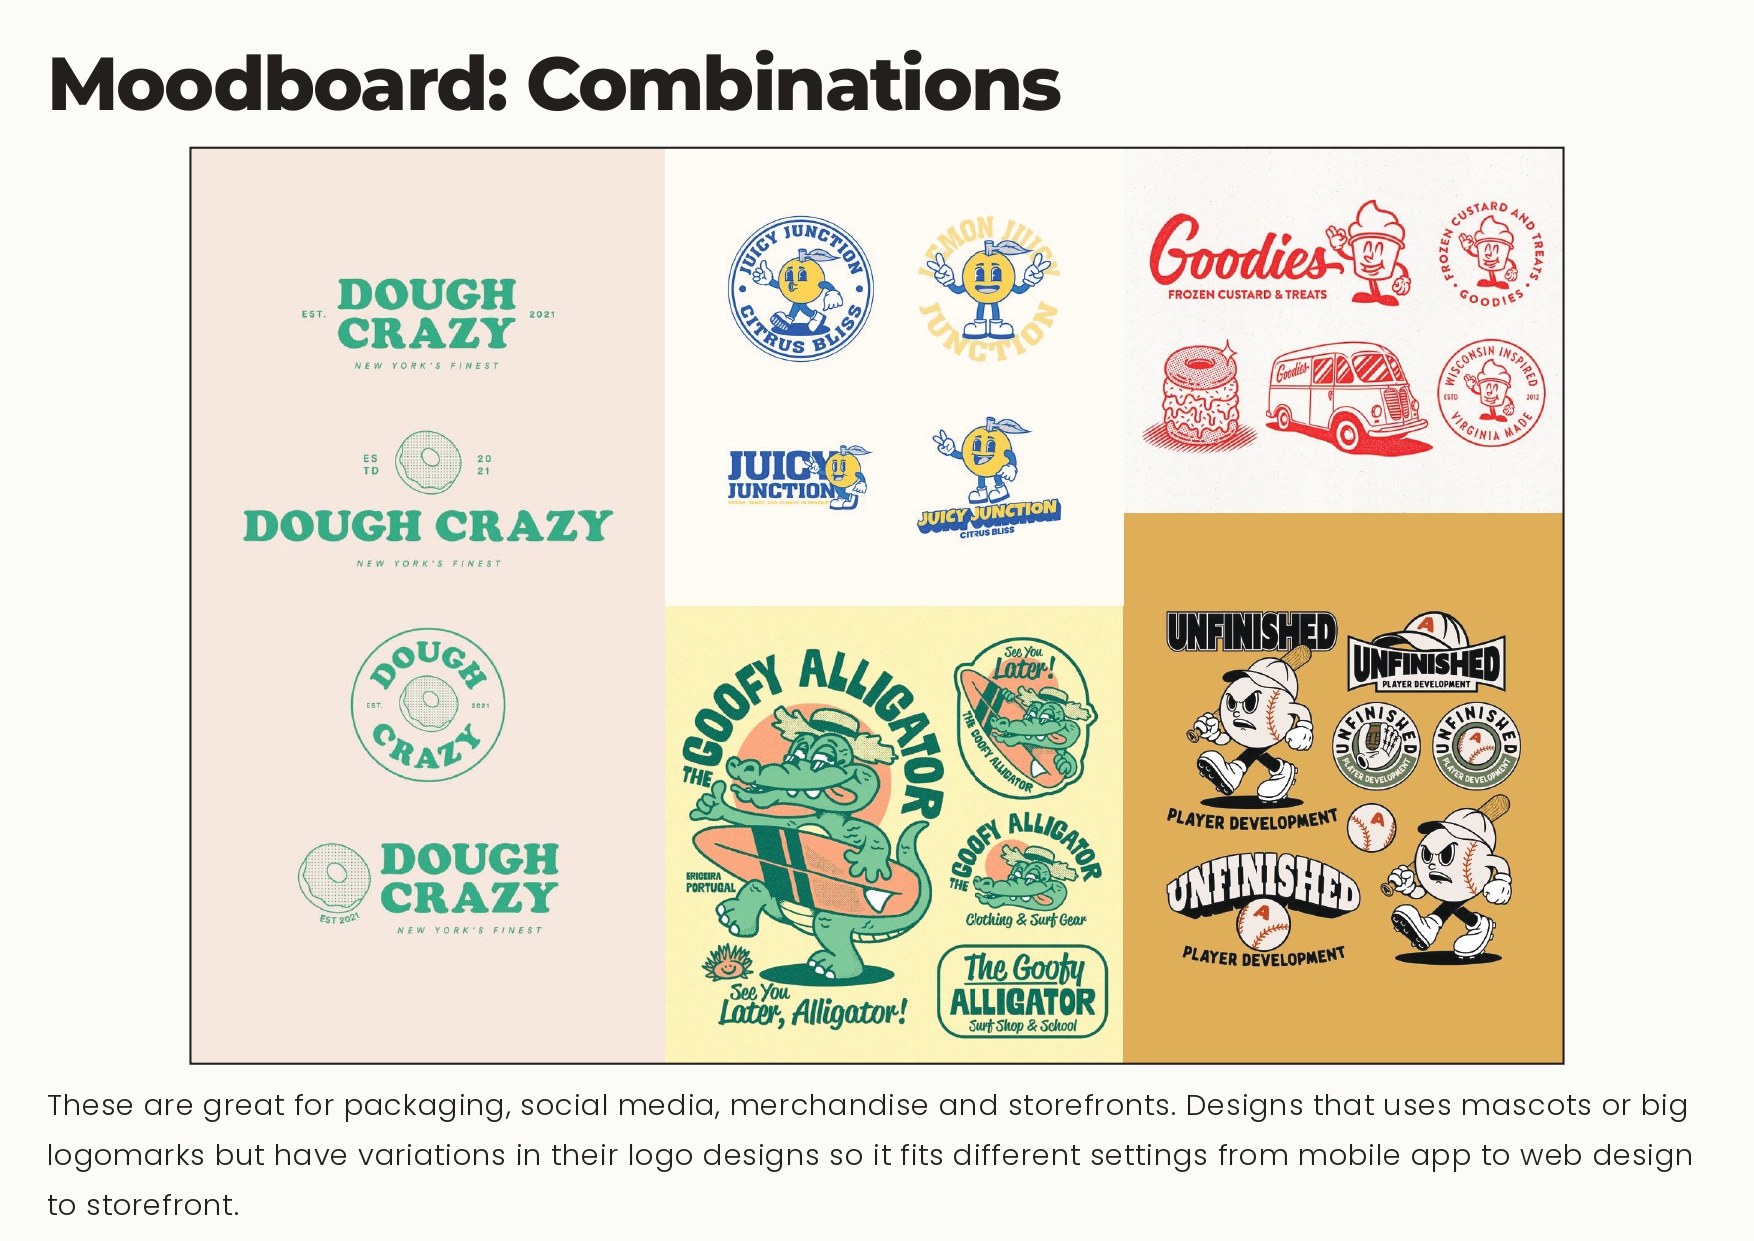 Moodboard: Combinations
DOUGH
EST. CRAZY 2021
NEW YORK'S FINEST
ES 20
TD 21
DOUGH CRAZY
NEW YORK'S FINEST
DOUGH
EST. 2021
CRAZY
DOUGH
CRAZY
EST 2021
NEW YORK'S FINEST
JUICY JUNCTION
CITRUS BLISS
LEMON JUICY
JUNCTION
JUICY
JUNCTION
JUICY JUNCTION
CITRUS BLISS
Goodies
FROZEN CUSTARD & TREATS
FROZEN CUSTARD AND TREATS
GOODIES
Goodies
WISCONSIN INSPIRED
ESTD 2012
VIRGINIA MADE
THE GOOFY ALLIGATOR
ERICEIRA
PORTUGAL
See You
Later, Alligator!
See You
Later!
THE GOOFY ALLIGATOR
THE GOOFY ALLIGATOR
Clothing & Surf Gear
The Goofy
ALLIGATOR
Surf Shop & School
UNFINISHED
PLAYER DEVELOPMENT
A
UNFINISHED
PLAYER DEVELOPMENT
UNFINISHED
PLAYER DEVELOPMENT
UNFINISHED
A
PLAYER DEVELOPMENT
A
UNFINISHED
A
PLAYER DEVELOPMENT
These are great for packaging, social media, merchandise and storefronts. Designs that uses mascots or big
logomarks but have variations in their logo designs so it fits different settings from mobile app to web design
to storefront.